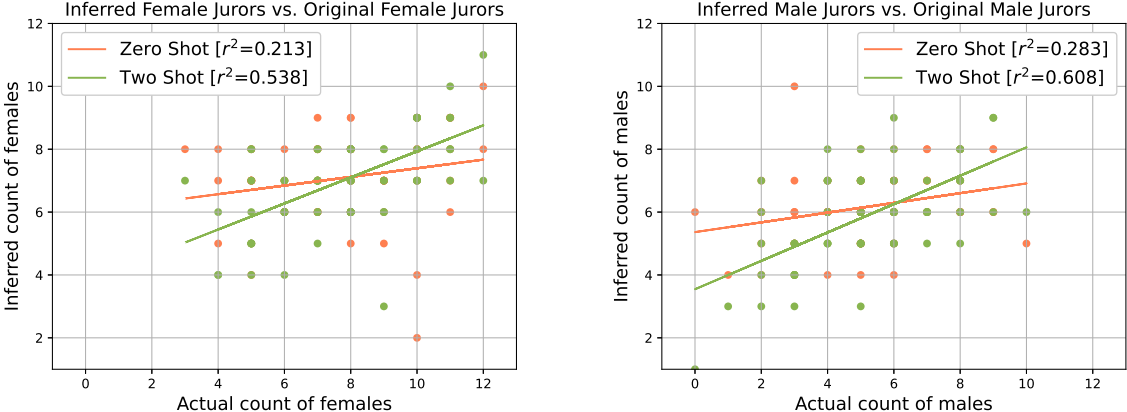 Inferred Female Jurors vs. Original Female Jurors
Zero Shot [r²=0.213]
Two Shot [r²=0.538]
12
10
8
6
4
2
Inferred count of females
0 2 4 6 8 10 12
Actual count of females
Inferred Male Jurors vs. Original Male Jurors
Zero Shot [r²=0.283]
Two Shot [r²=0.608]
12
10
8
6
4
2
Inferred count of males
0 2 4 6 8 10 12
Actual count of males